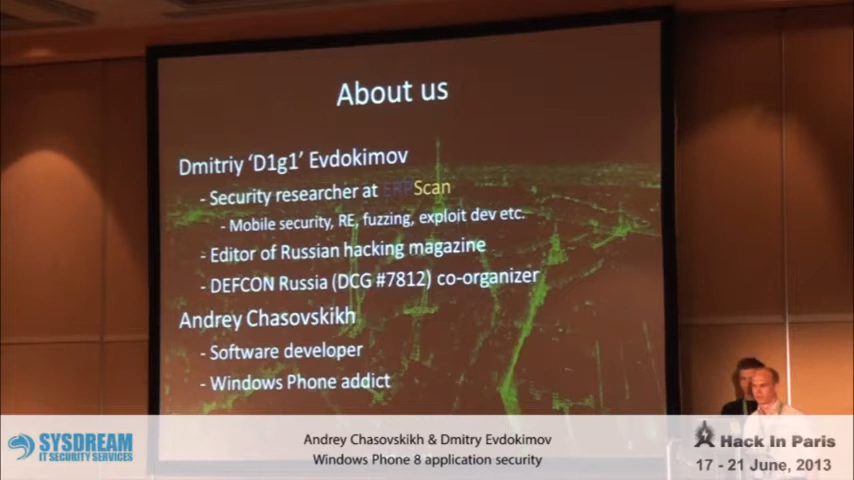 About us
Dmitriy ‘D1g1’ Evdokimov
- Security researcher at ERPScan
- Mobile security, RE, fuzzing, exploit dev etc.
- Editor of Russian hacking magazine
- DEFCON Russia (DCG #7812) co-organizer
Andrey Chasovskikh
- Software developer
- Windows Phone addict
SYSDREAM
IT SECURITY SERVICES
Andrey Chasovskikh & Dmitry Evdokimov
Windows Phone 8 application security
Hack In Paris
17 - 21 June, 2013